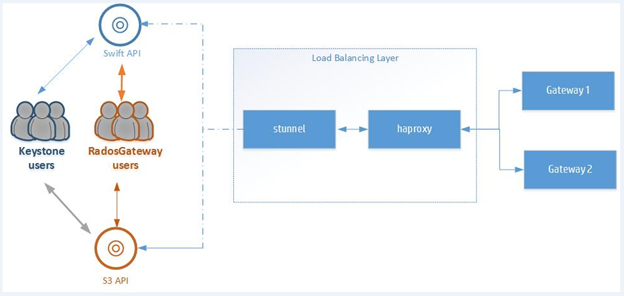 Swift API
Load Balancing Layer
stunnel
haproxy
Gateway 1
Gateway 2
Keystone
users
RadosGateway
users
S3 API